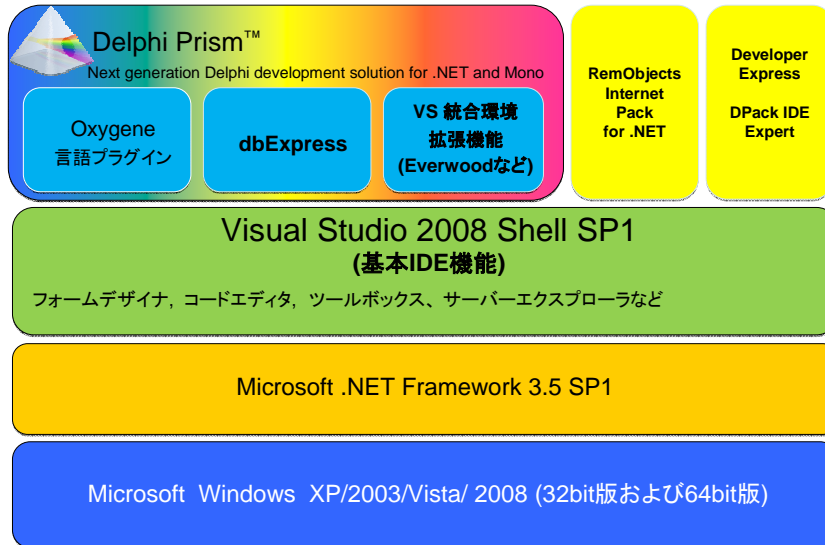 Delphi Prism™
Next generation Delphi development solution for .NET and Mono
Oxygene
言語プラグイン
dbExpress
VS 統合環境
拡張機能
(Everwoodなど)
RemObjects
Internet
Pack
for .NET
Developer
Express
DPack IDE
Expert
Visual Studio 2008 Shell SP1
(基本IDE機能)
フォームデザイナ, コードエディタ, ツールボックス、サーバーエクスプローラなど
Microsoft .NET Framework 3.5 SP1
Microsoft Windows XP/2003/Vista/ 2008 (32bit版および64bit版)